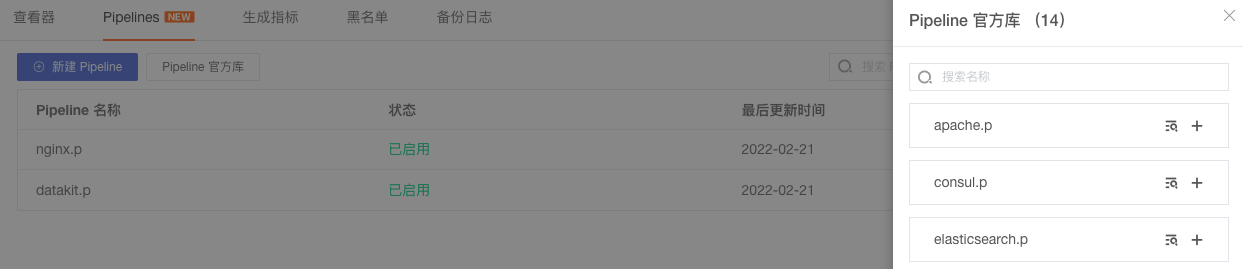 查看器
Pipelines NEW
生成指标
黑名单
备份日志
新建 Pipeline
Pipeline 官方库
搜索
Pipeline 名称
状态
最后更新时间
nginx.p
已启用
2022-02-21
datakit.p
已启用
2022-02-21
Pipeline 官方库 （14）
搜索名称
apache.p
consul.p
elasticsearch.p